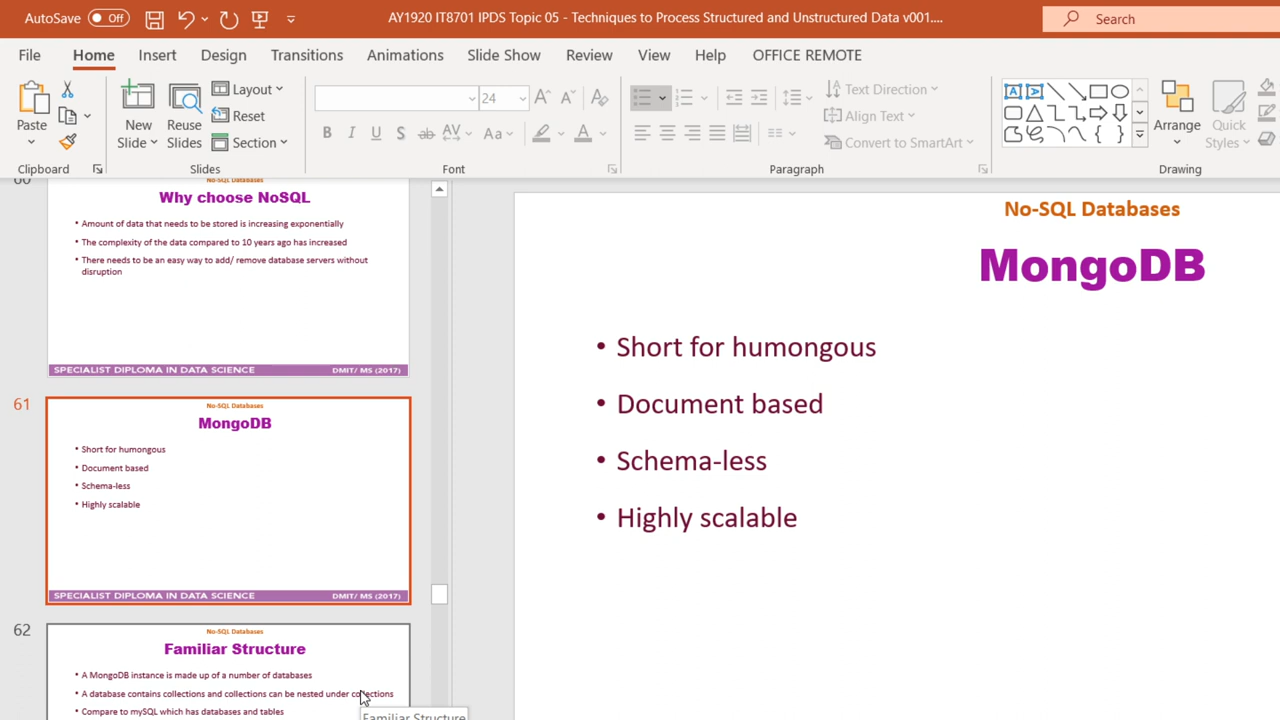 AutoSave Off AY1920 IT8701 IPDS Topic 05 - Techniques to Process Structured and Unstructured Data v001.... Search
File Home Insert Design Transitions Animations Slide Show Review View Help OFFICE REMOTE
Paste
Clipboard
New Slide
Reuse Slides
Layout
Reset
Section
Slides
24
B I U S ab AV Aa A
Font
Text Direction
Align Text
Convert to SmartArt
Paragraph
Arrange
Quick Styles
Drawing
60
No-SQL Databases
Why choose NoSQL
• Amount of data that needs to be stored is increasing exponentially
• The complexity of the data compared to 10 years ago has increased
• There needs to be an easy way to add/ remove database servers without
disruption
SPECIALIST DIPLOMA IN DATA SCIENCE DMIT/ MS (2017)
61
No-SQL Databases
MongoDB
• Short for humongous
• Document based
• Schema-less
• Highly scalable
SPECIALIST DIPLOMA IN DATA SCIENCE DMIT/ MS (2017)
62
No-SQL Databases
Familiar Structure
• A MongoDB instance is made up of a number of databases
• A database contains collections and collections can be nested under collections
• Compare to mySQL which has databases and tables
Familiar Structure
No-SQL Databases
MongoDB
• Short for humongous
• Document based
• Schema-less
• Highly scalable